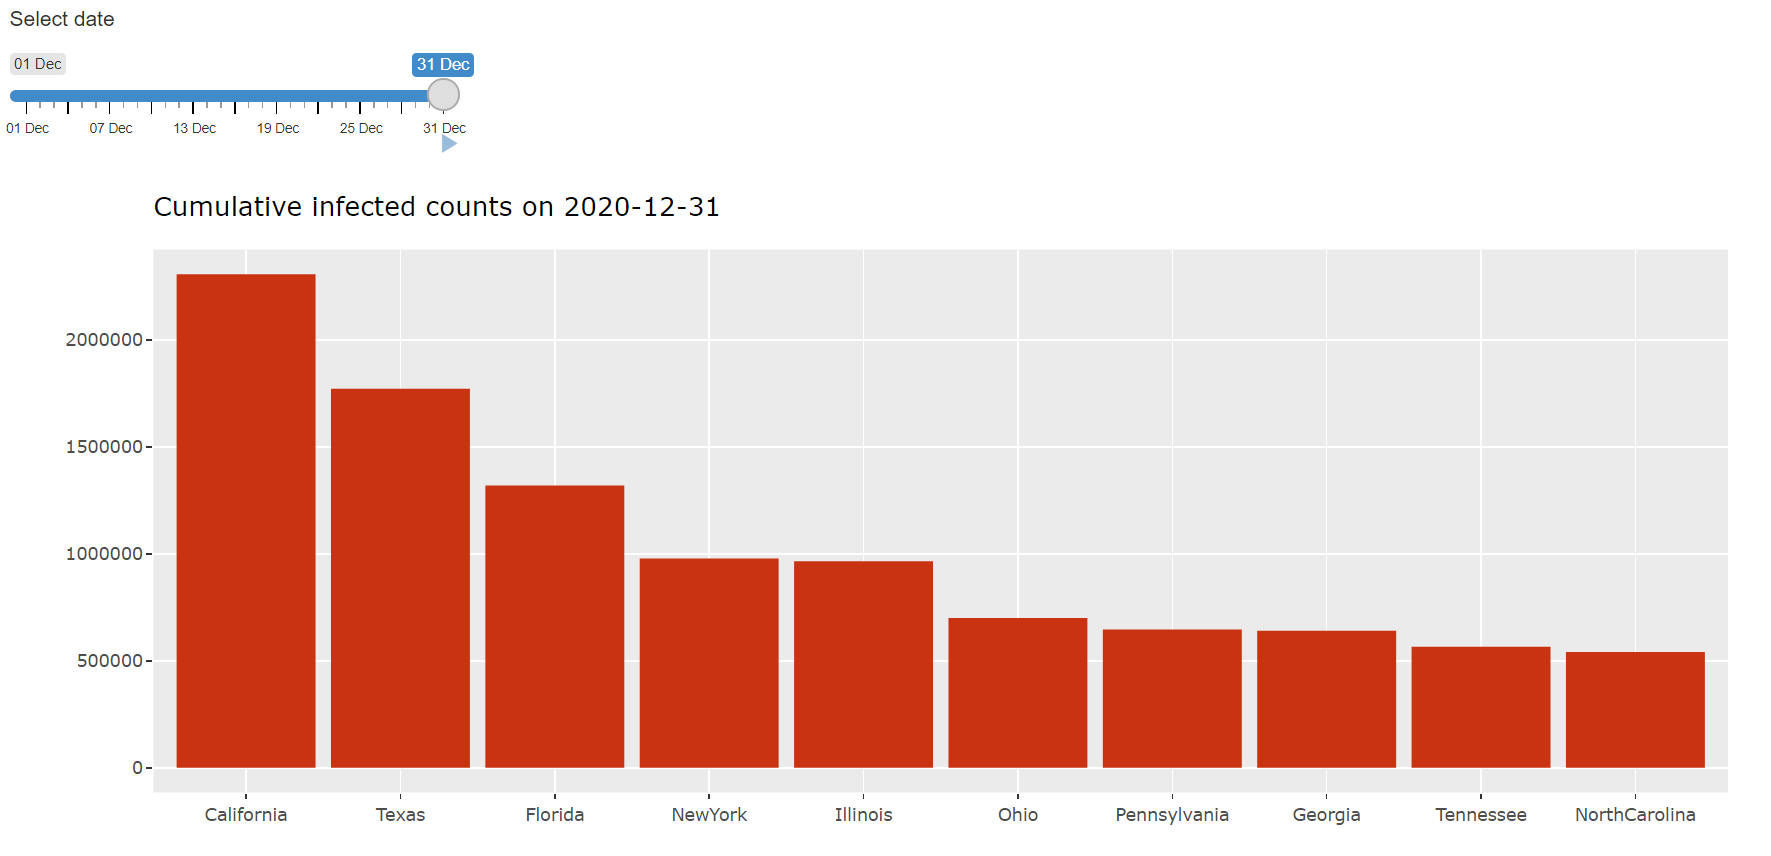 Select date
01 Dec 31 Dec
01 Dec 07 Dec 13 Dec 19 Dec 25 Dec 31 Dec
Cumulative infected counts on 2020-12-31
2000000
1500000
1000000
500000
0
California Texas Florida NewYork Illinois Ohio Pennsylvania Georgia Tennessee NorthCarolina